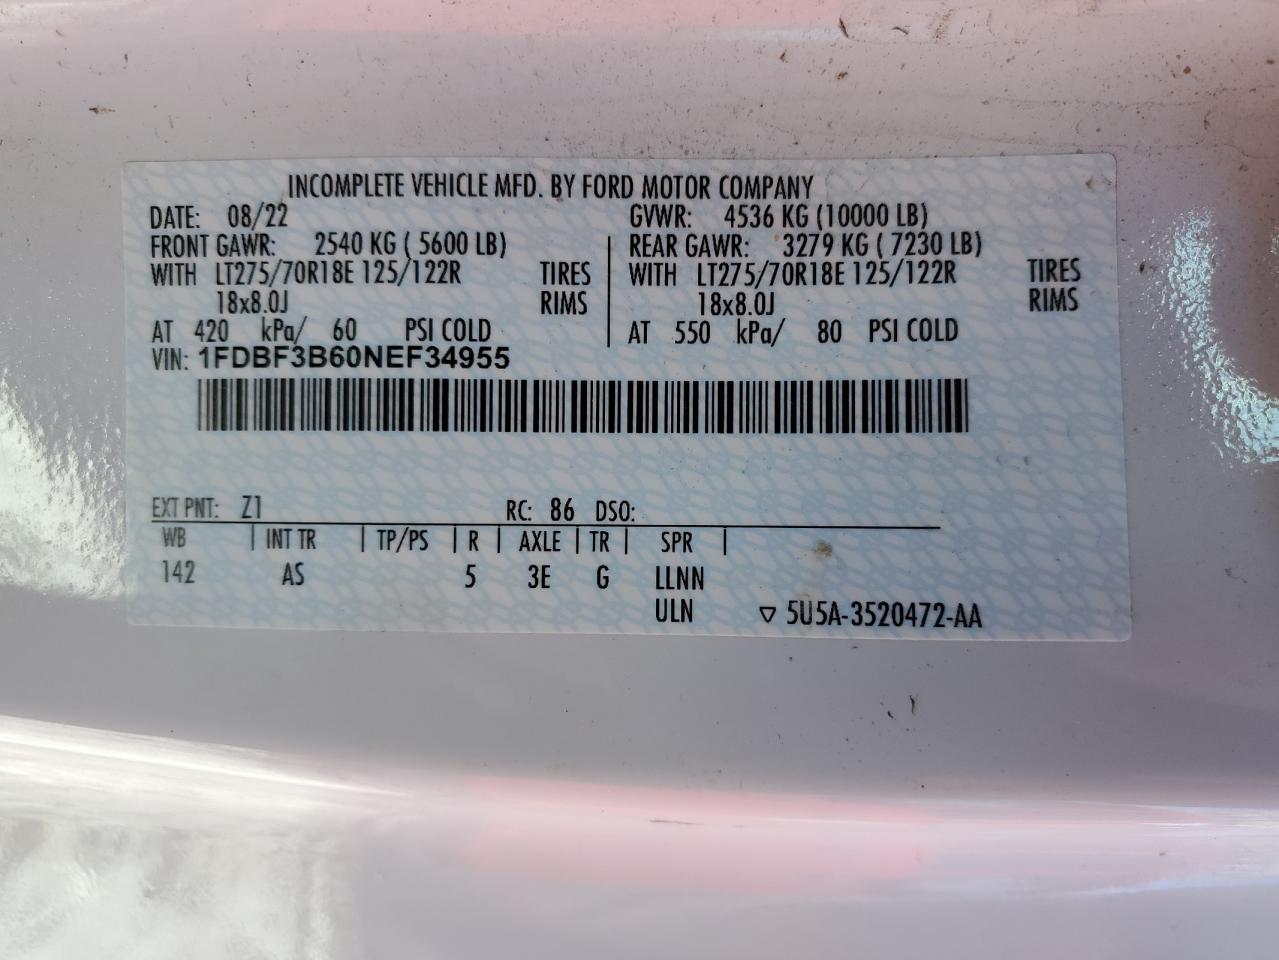 INCOMPLETE VEHICLE MFD. BY FORD MOTOR COMPANY
DATE: 08/22 GVWR: 4536 KG (10000 LB)
FRONT GAWR: 2540 KG ( 5600 LB) REAR GAWR: 3279 KG ( 7230 LB)
WITH LT275/70R18E 125/122R TIRES WITH LT275/70R18E 125/122R TIRES
18x8.0J RIMS 18x8.0J RIMS
AT 420 kPa/ 60 PSI COLD AT 550 kPa/ 80 PSI COLD
VIN: 1FDBF3B60NEF34955
EXT PNT: Z1 RC: 86 DSO:
WB | INT TR | TP/PS | R | AXLE | TR | SPR |
142 AS 5 3E G LLNN
ULN ▽ 5U5A-3520472-AA